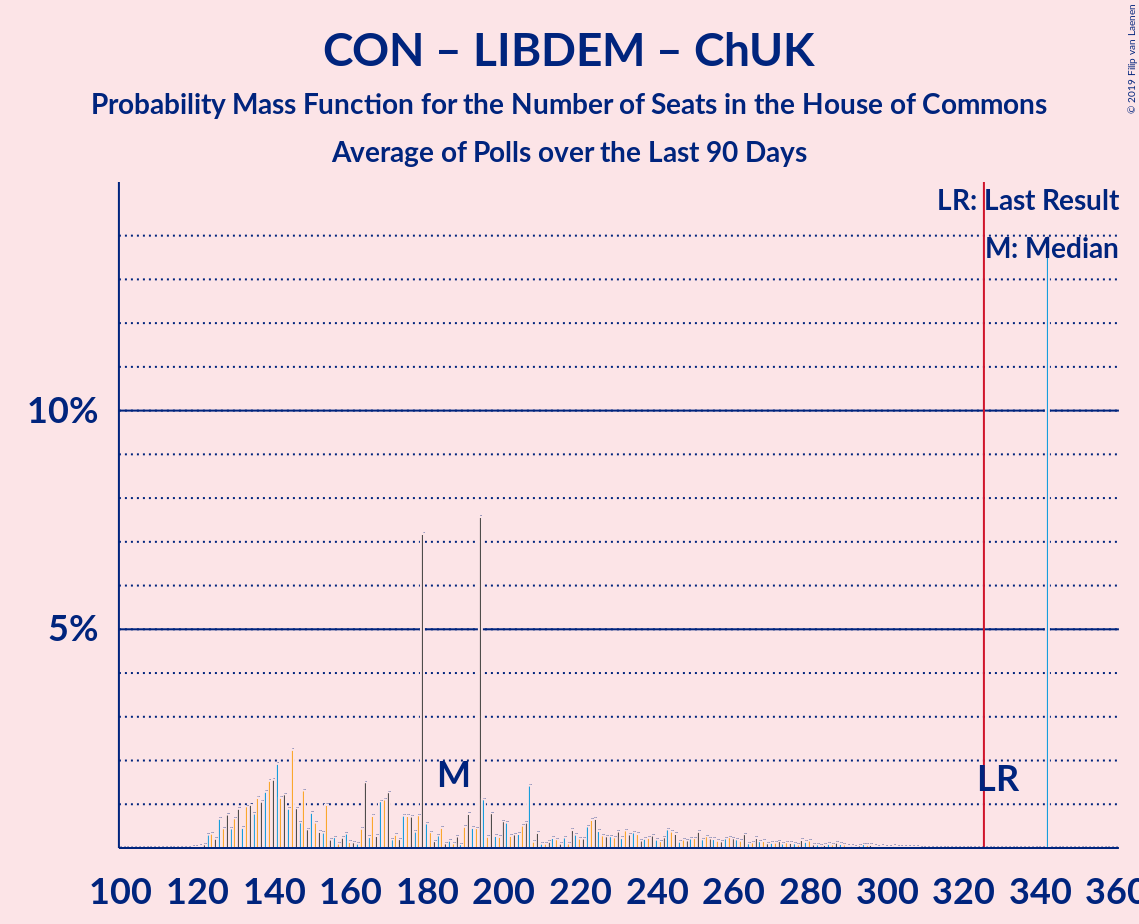 CON – LIBDEM – ChUK
Probability Mass Function for the Number of Seats in the House of Commons
Average of Polls over the Last 90 Days
© 2019 Filip van Laenen
LR: Last Result
M: Median
10%
5%
M
LR
100 120 140 160 180 200 220 240 260 280 300 320 340 360